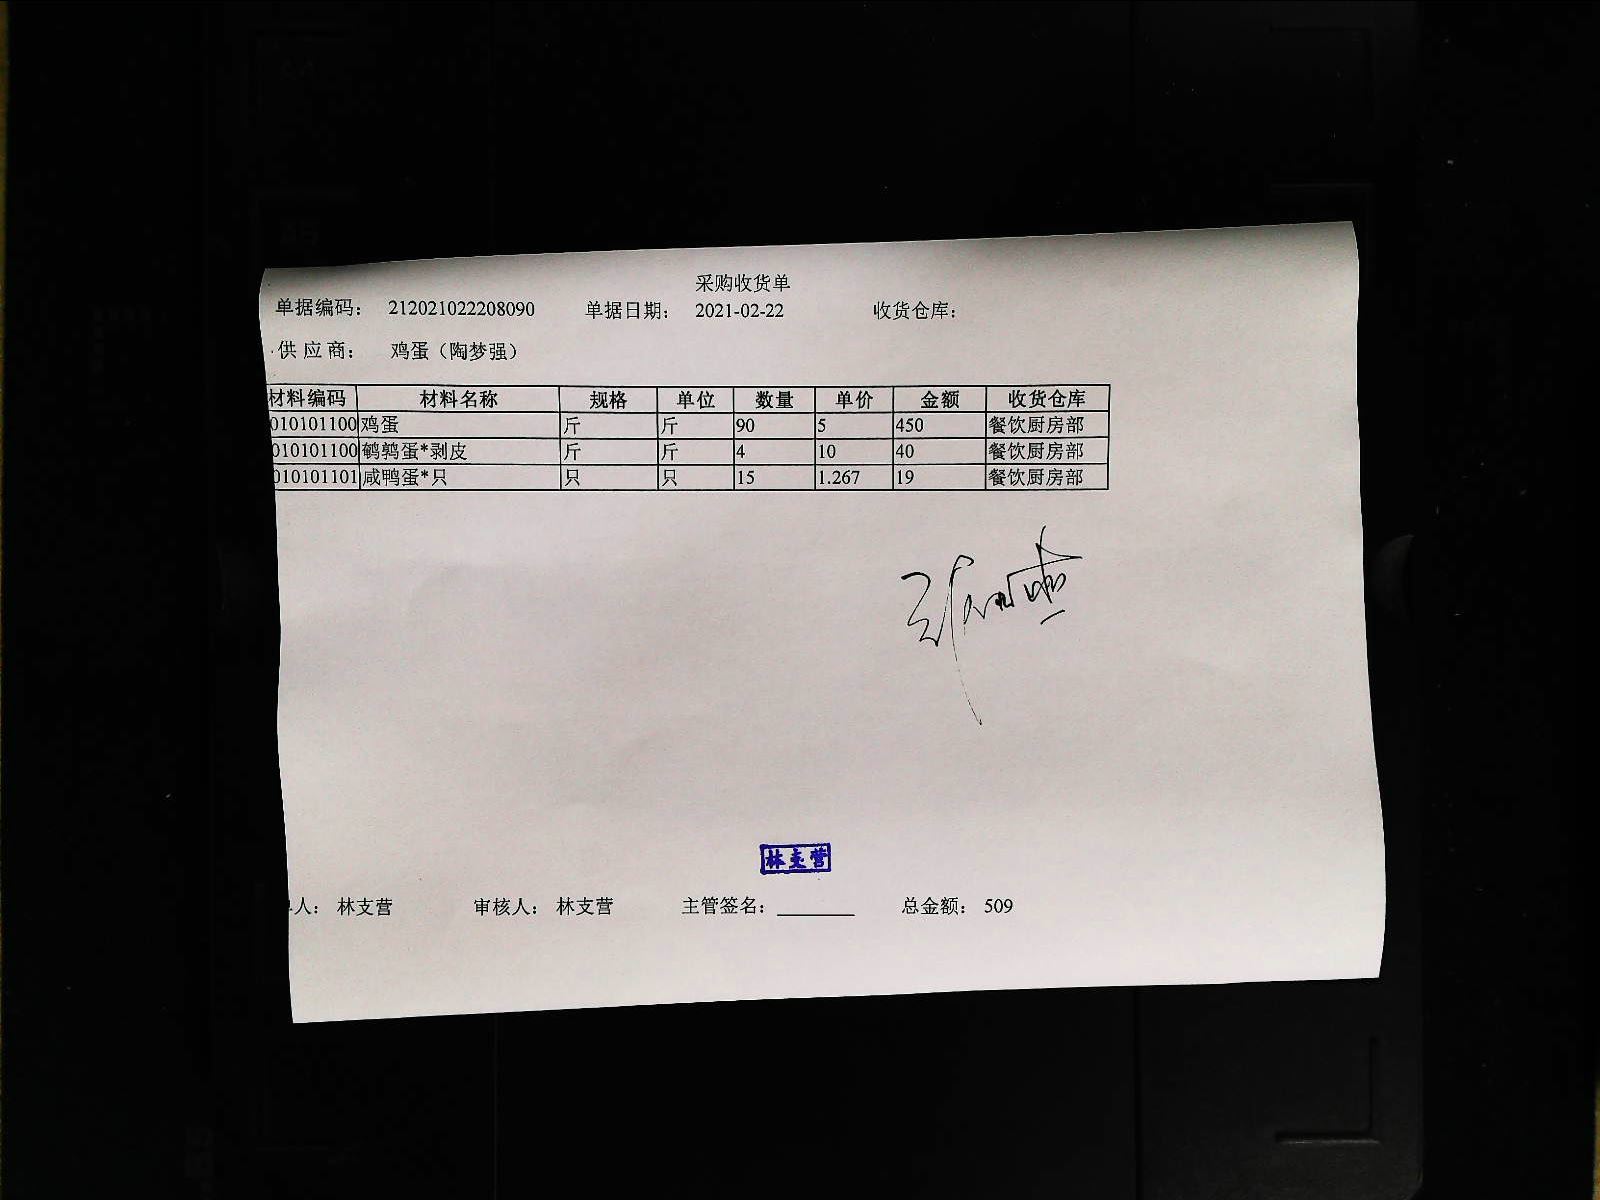 采购收货单
单据编码： 212021022208090 单据日期： 2021-02-22 收货仓库：
供应商： 鸡蛋（陶梦强）
材料编码 材料名称 规格 单位 数量 单价 金额 收货仓库
010101100 鸡蛋 斤 斤 90 5 450 餐饮厨房部
010101100 鹌鹑蛋*剥皮 斤 斤 4 10 40 餐饮厨房部
010101101 咸鸭蛋*只 只 只 15 1.267 19 餐饮厨房部
林支营
人： 林支营 审核人： 林支营 主管签名： 总金额： 509